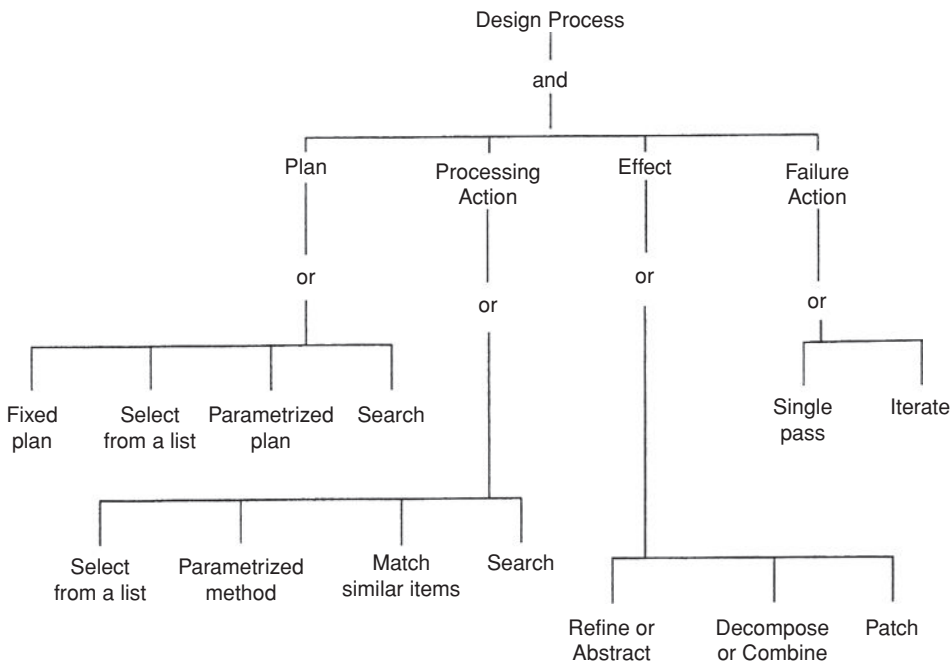 Design Process
and
Plan
Processing
Action
Effect
Failure
Action
or
or
or
or
Fixed
plan
Select
from a list
Parametrized
plan
Search
Single
pass
Iterate
Select
from a list
Parametrized
method
Match
similar items
Search
Refine or
Abstract
Decompose
or Combine
Patch